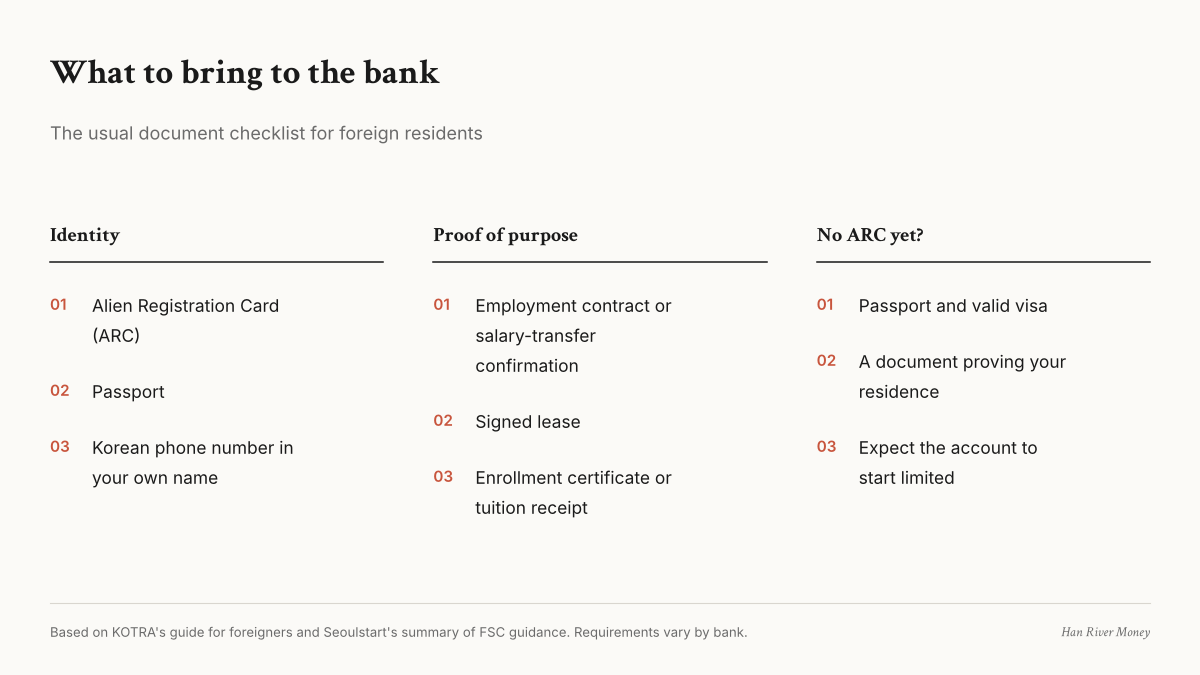 What to bring to the bank
The usual document checklist for foreign residents
Identity
01 Alien Registration Card
(ARC)
02 Passport
03 Korean phone number in
your own name
Proof of purpose
01 Employment contract or
salary-transfer
confirmation
02 Signed lease
03 Enrollment certificate or
tuition receipt
No ARC yet?
01 Passport and valid visa
02 A document proving your
residence
03 Expect the account to
start limited
Based on KOTRA's guide for foreigners and Seoulstart's summary of FSC guidance. Requirements vary by bank.
Han River Money